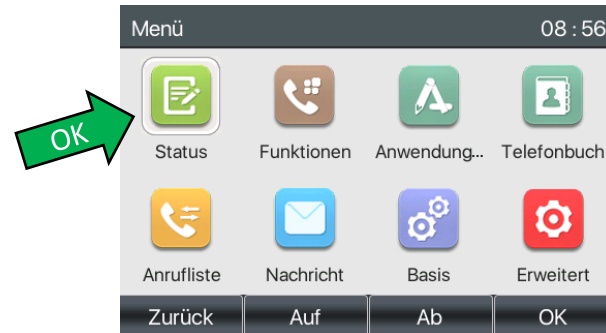 Menü 08 : 56
OK
Status Funktionen Anwendung... Telefonbuch
Anrufliste Nachricht Basis Erweitert
Zurück Auf Ab OK